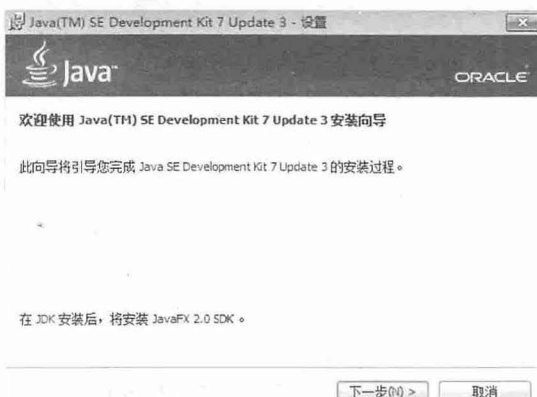 Java(TM) SE Development Kit 7 Update 3 - 设置
Java™
ORACLE
欢迎使用 Java(TM) SE Development Kit 7 Update 3 安装向导
此向导将引导您完成 Java SE Development Kit 7 Update 3 的安装过程。
在 JDK 安装后，将安装 JavaFX 2.0 SDK。
下一步(N) >
取消